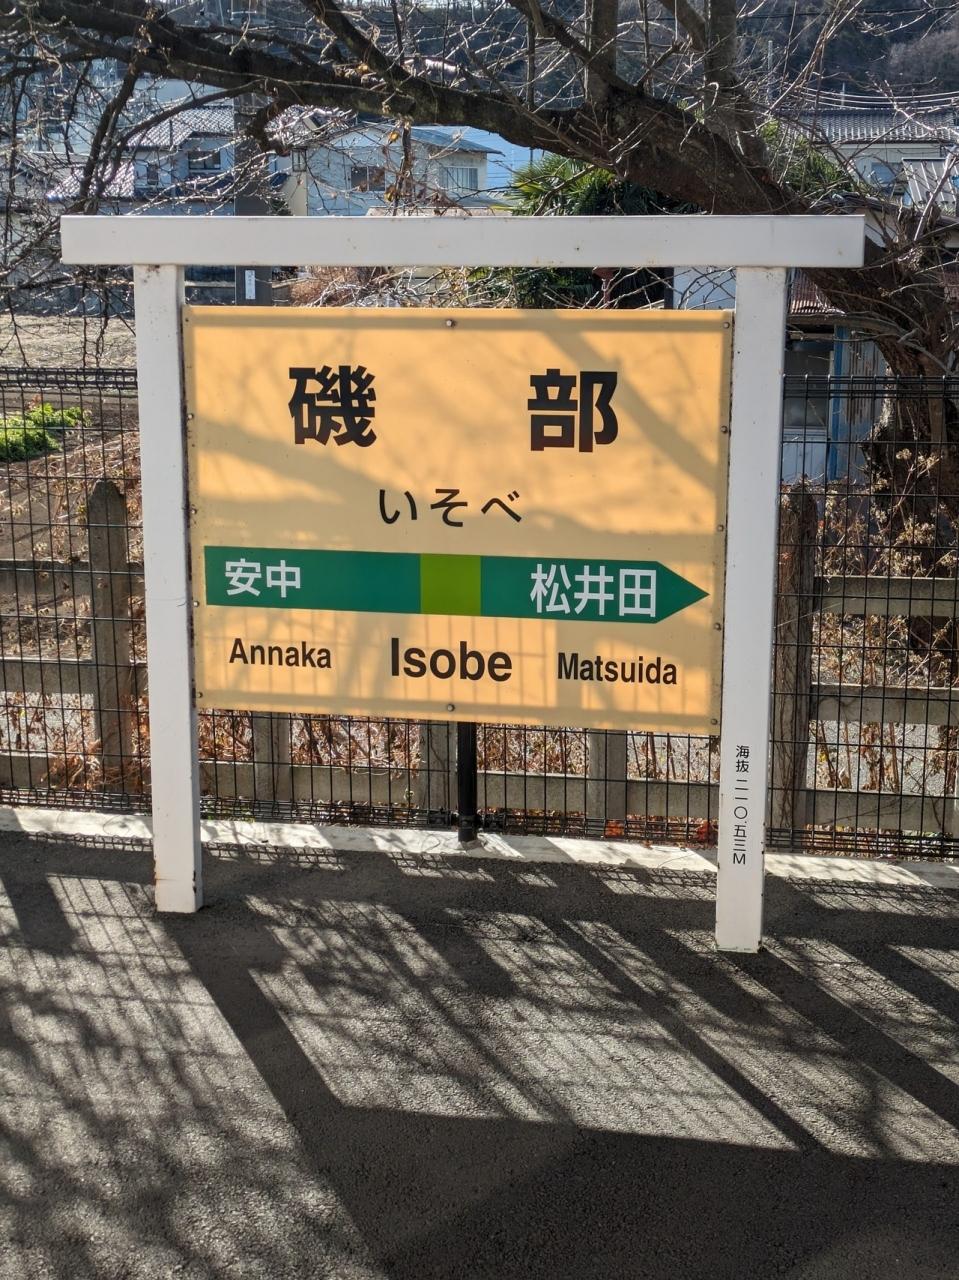 磯部
いそべ
安中 松井田
Annaka Isobe Matsuida
海抜二一〇.五三M